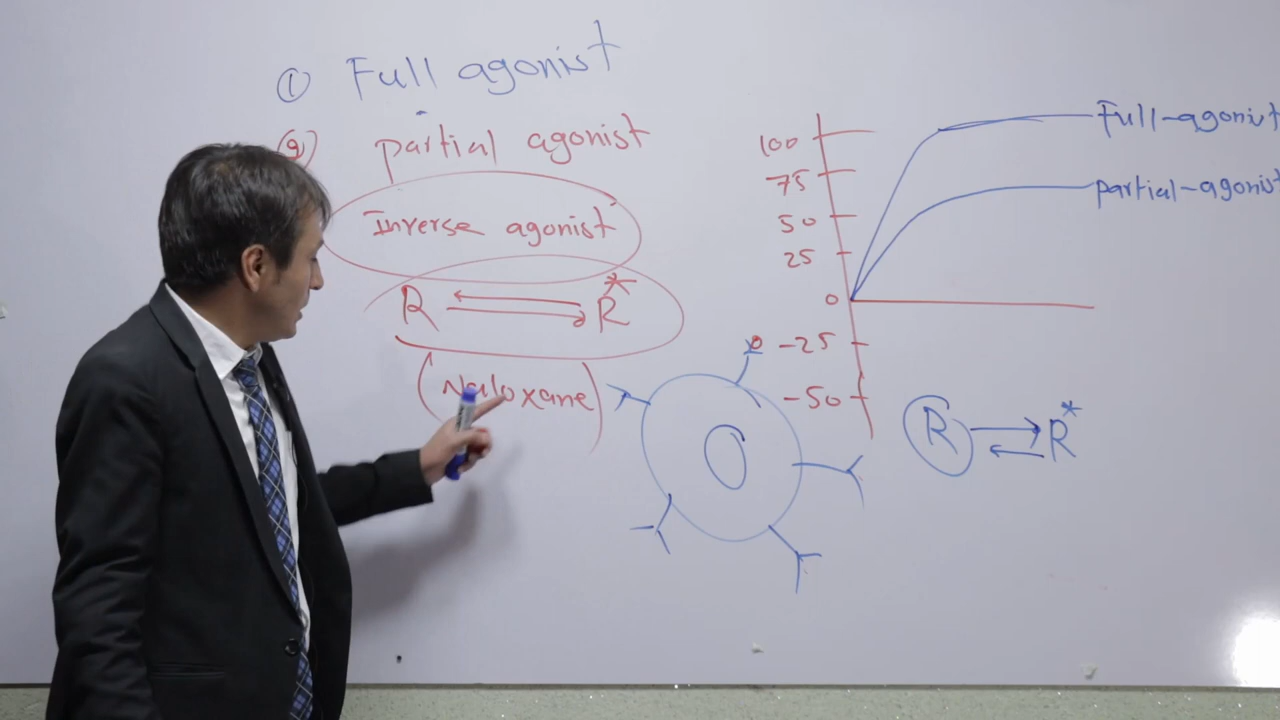 ① Full agonist
② partial agonist
Inverse agonist
R R*
(Naloxane)
100
75
50
25
0
-25
-50
Full-agonist
partial-agonist
R R*